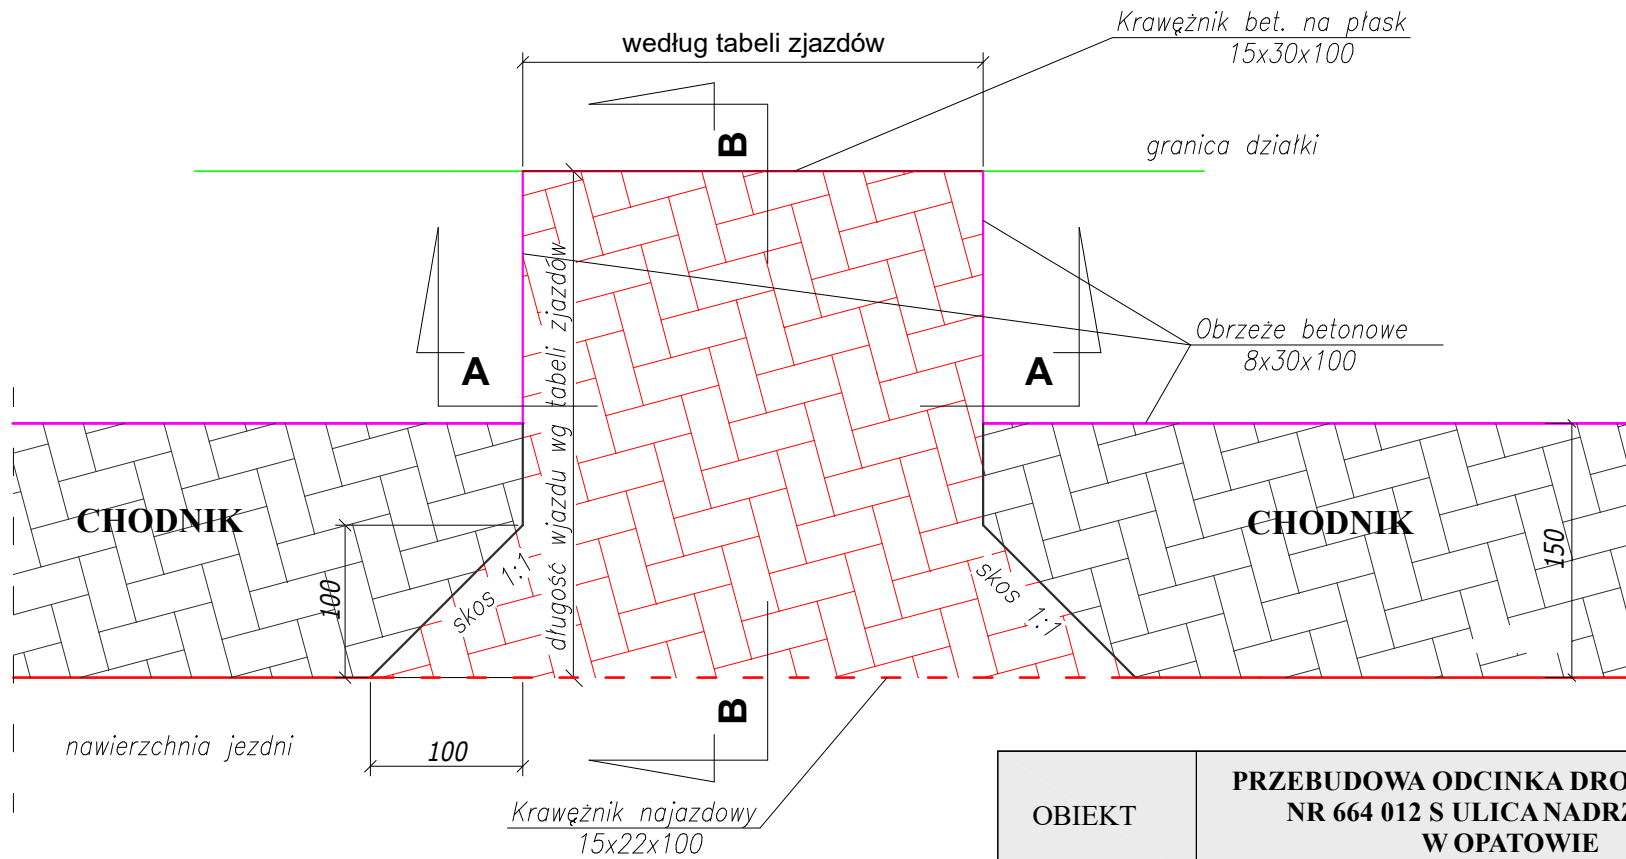 Krawężnik bet. na płask
15x30x100
według tabeli zjazdów
B
granica działki
długość wjazdu wg tabeli zjazdów
Obrzeże betonowe
8x30x100
A
A
CHODNIK
CHODNIK
150
100
skos 1:1
skos 1:1
B
nawierzchnia jezdni
100
Krawężnik najazdowy
15x22x100
OBIEKT
PRZEBUDOWA ODCINKA DRO
NR 664 012 S ULICA NADRZ
W OPATOWIE